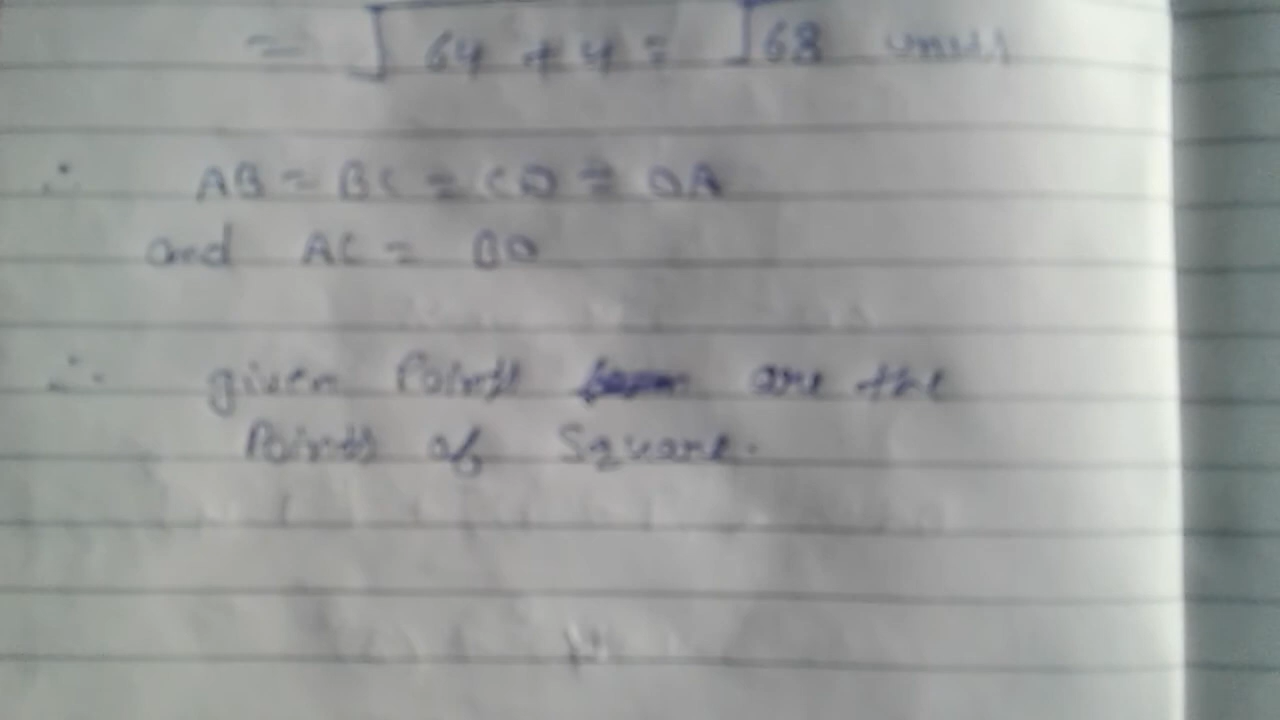 = √64 + 4 = √68 units
∴ AB = BC = CD = DA
and AC = BD
∴ given Points are the
Points of Square.